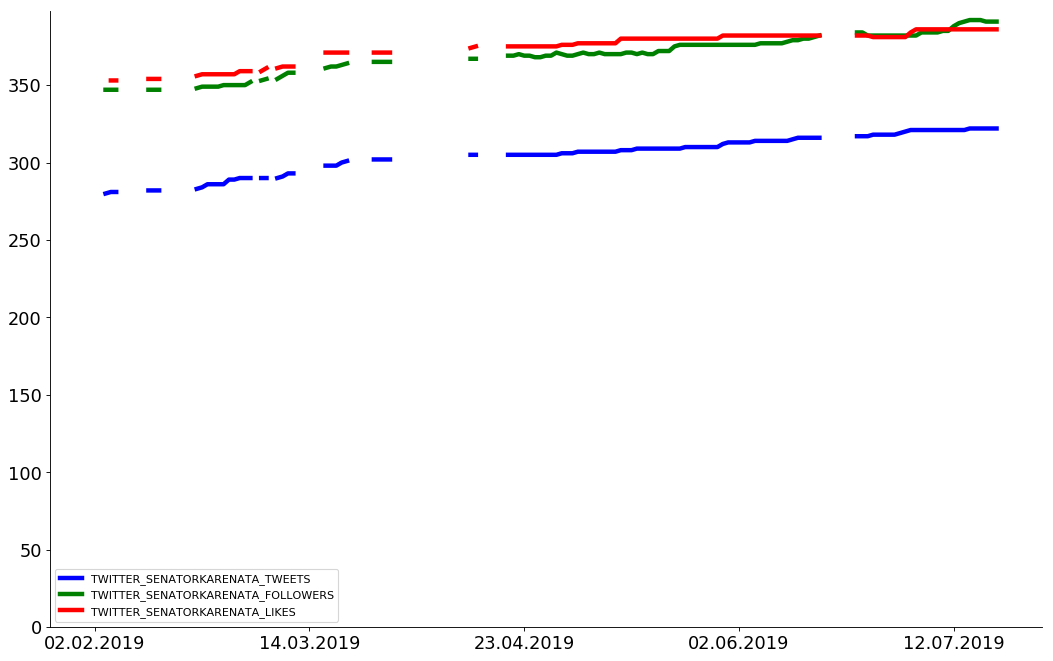 350
300
250
200
150
100
50
0
TWITTER_SENATORKARENATA_TWEETS
TWITTER_SENATORKARENATA_FOLLOWERS
TWITTER_SENATORKARENATA_LIKES
02.02.2019 14.03.2019 23.04.2019 02.06.2019 12.07.2019